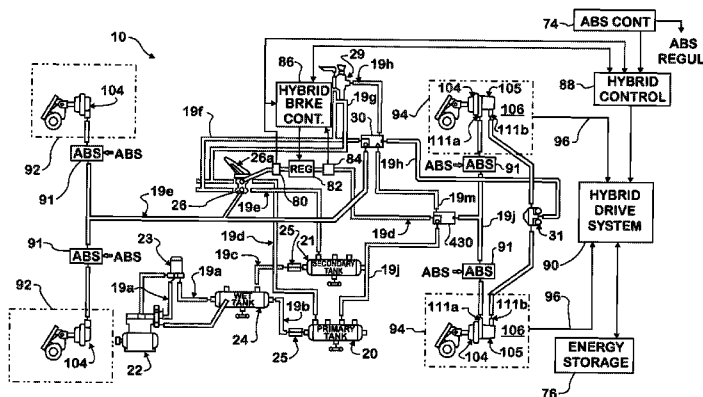 10
74
ABS CONT
ABS REGUL
86
29
19h
HYBRID BRKE CONT.
19g
30
88
HYBRID CONTROL
104
105
94
106
111a
111b
96
104
92
91
ABS
ABS
19f
26a
REG
84
82
80
19h
ABS
ABS
91
19m
HYBRID DRIVE SYSTEM
90
26
19e
19e
19d
19d
430
19j
31
91
ABS
ABS
23
19a
19a
19c
25
21
SECONDARY TANK
19j
ABS
ABS
91
92
WET TANK
24
19b
25
PRIMARY TANK
20
22
104
94
111a
111b
106
104
105
96
ENERGY STORAGE
76